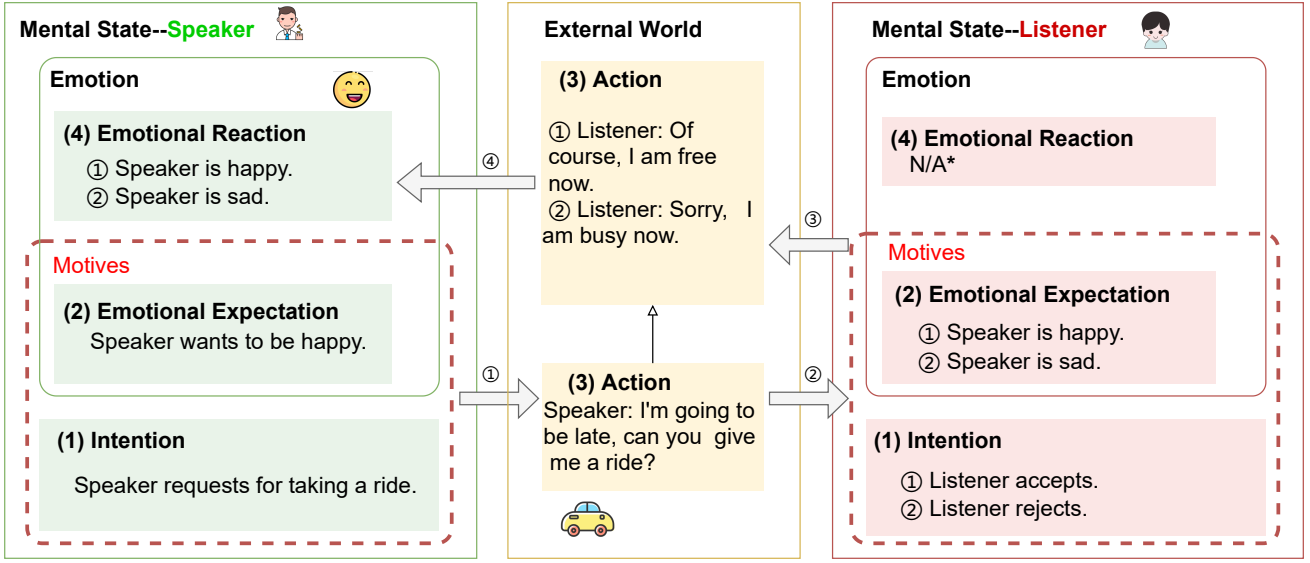 Mental State--Speaker
Emotion
(4) Emotional Reaction
① Speaker is happy.
② Speaker is sad.
Motives
(2) Emotional Expectation
Speaker wants to be happy.
(1) Intention
Speaker requests for taking a ride.
①
④
External World
(3) Action
① Listener: Of
course, I am free
now.
② Listener: Sorry, I
am busy now.
(3) Action
Speaker: I'm going to
be late, can you give
me a ride?
③
②
Mental State--Listener
Emotion
(4) Emotional Reaction
N/A*
Motives
(2) Emotional Expectation
① Speaker is happy.
② Speaker is sad.
(1) Intention
① Listener accepts.
② Listener rejects.